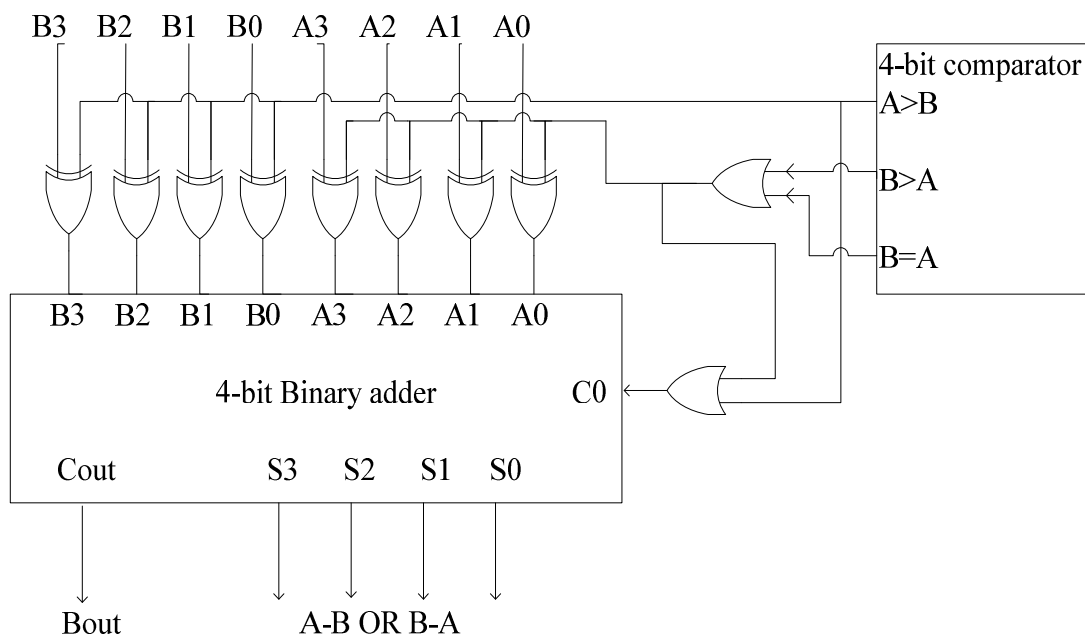 B3 B2 B1 B0 A3 A2 A1 A0
4-bit comparator
A>B
B>A
B=A
B3 B2 B1 B0 A3 A2 A1 A0
4-bit Binary adder C0
Cout S3 S2 S1 S0
Bout A-B OR B-A